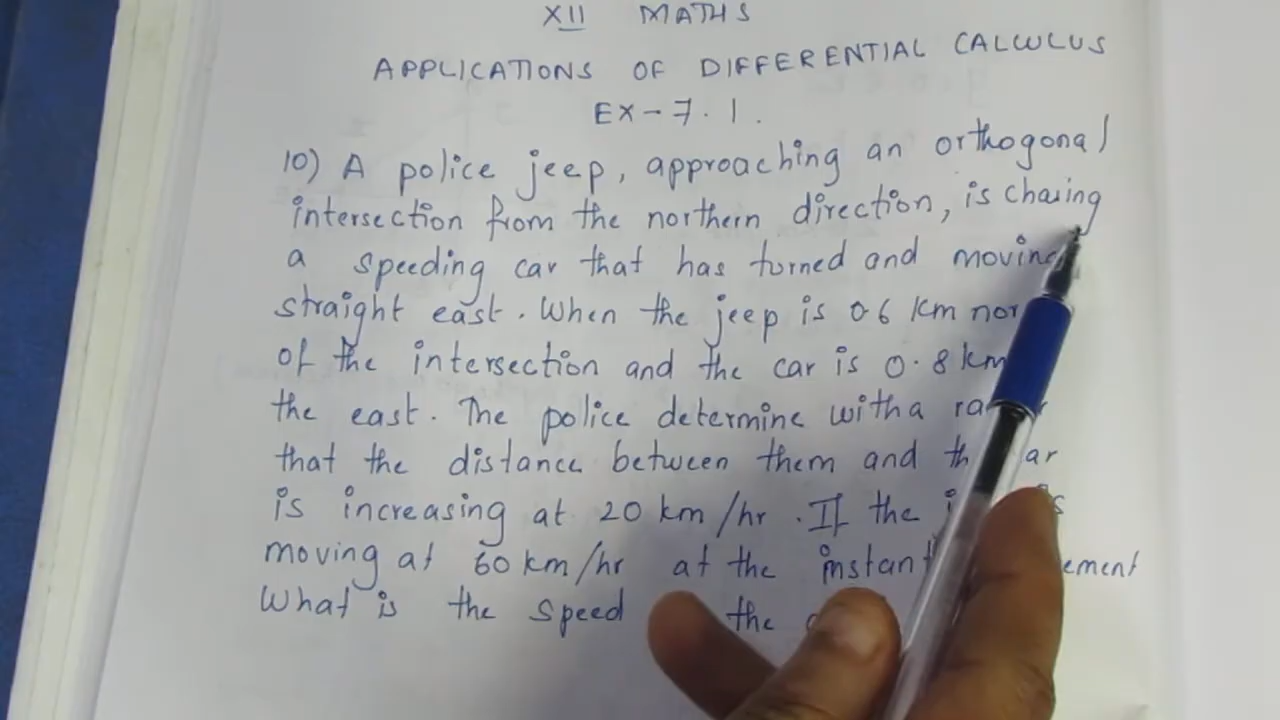 XII MATHS
APPLICATIONS OF DIFFERENTIAL CALCULUS
EX-7.1.
10) A police jeep, approaching an orthogonal
intersection from the northern direction, is chasing
a speeding car that has turned and moving
straight east. When the jeep is 0.6 km
of the intersection and the car is 0.8 km
the east. The police determine with a
that the distance between them and
is increasing at 20 km/hr. If the
moving at 60 km/hr at the instant
What is the speed the